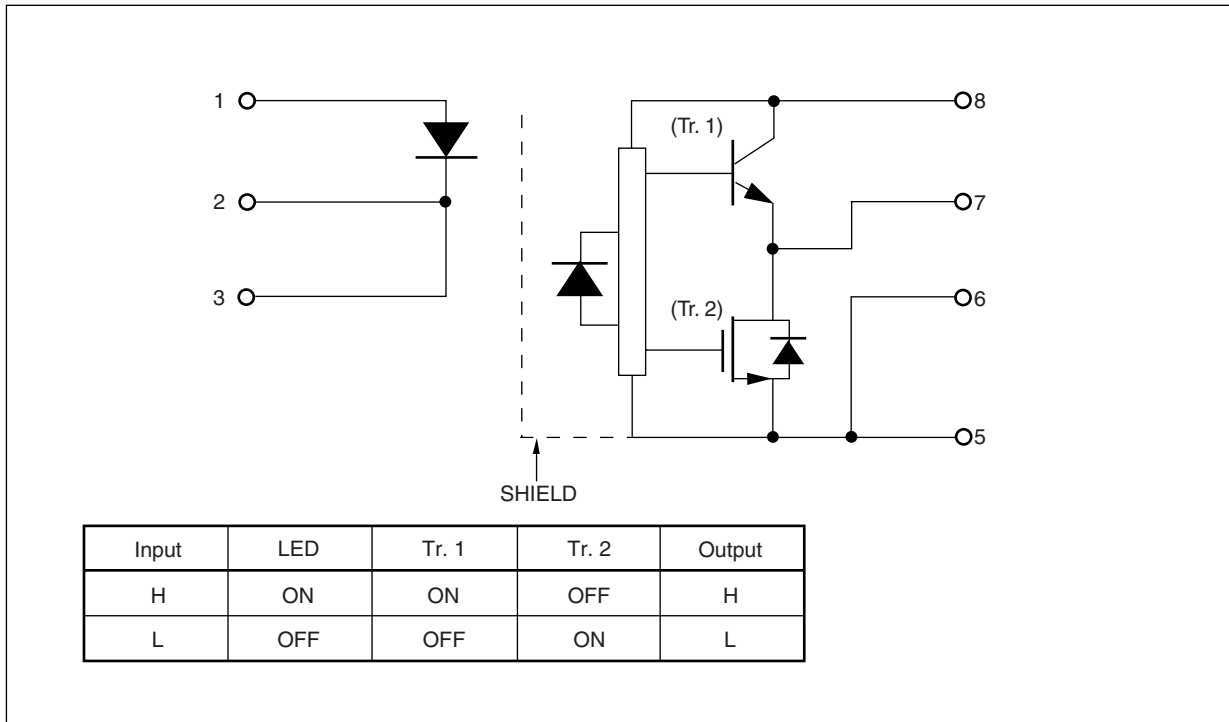 1
2
3
(Tr. 1)
(Tr. 2)
8
7
6
5
SHIELD
Input LED Tr. 1 Tr. 2 Output
H ON ON OFF H
L OFF OFF ON L